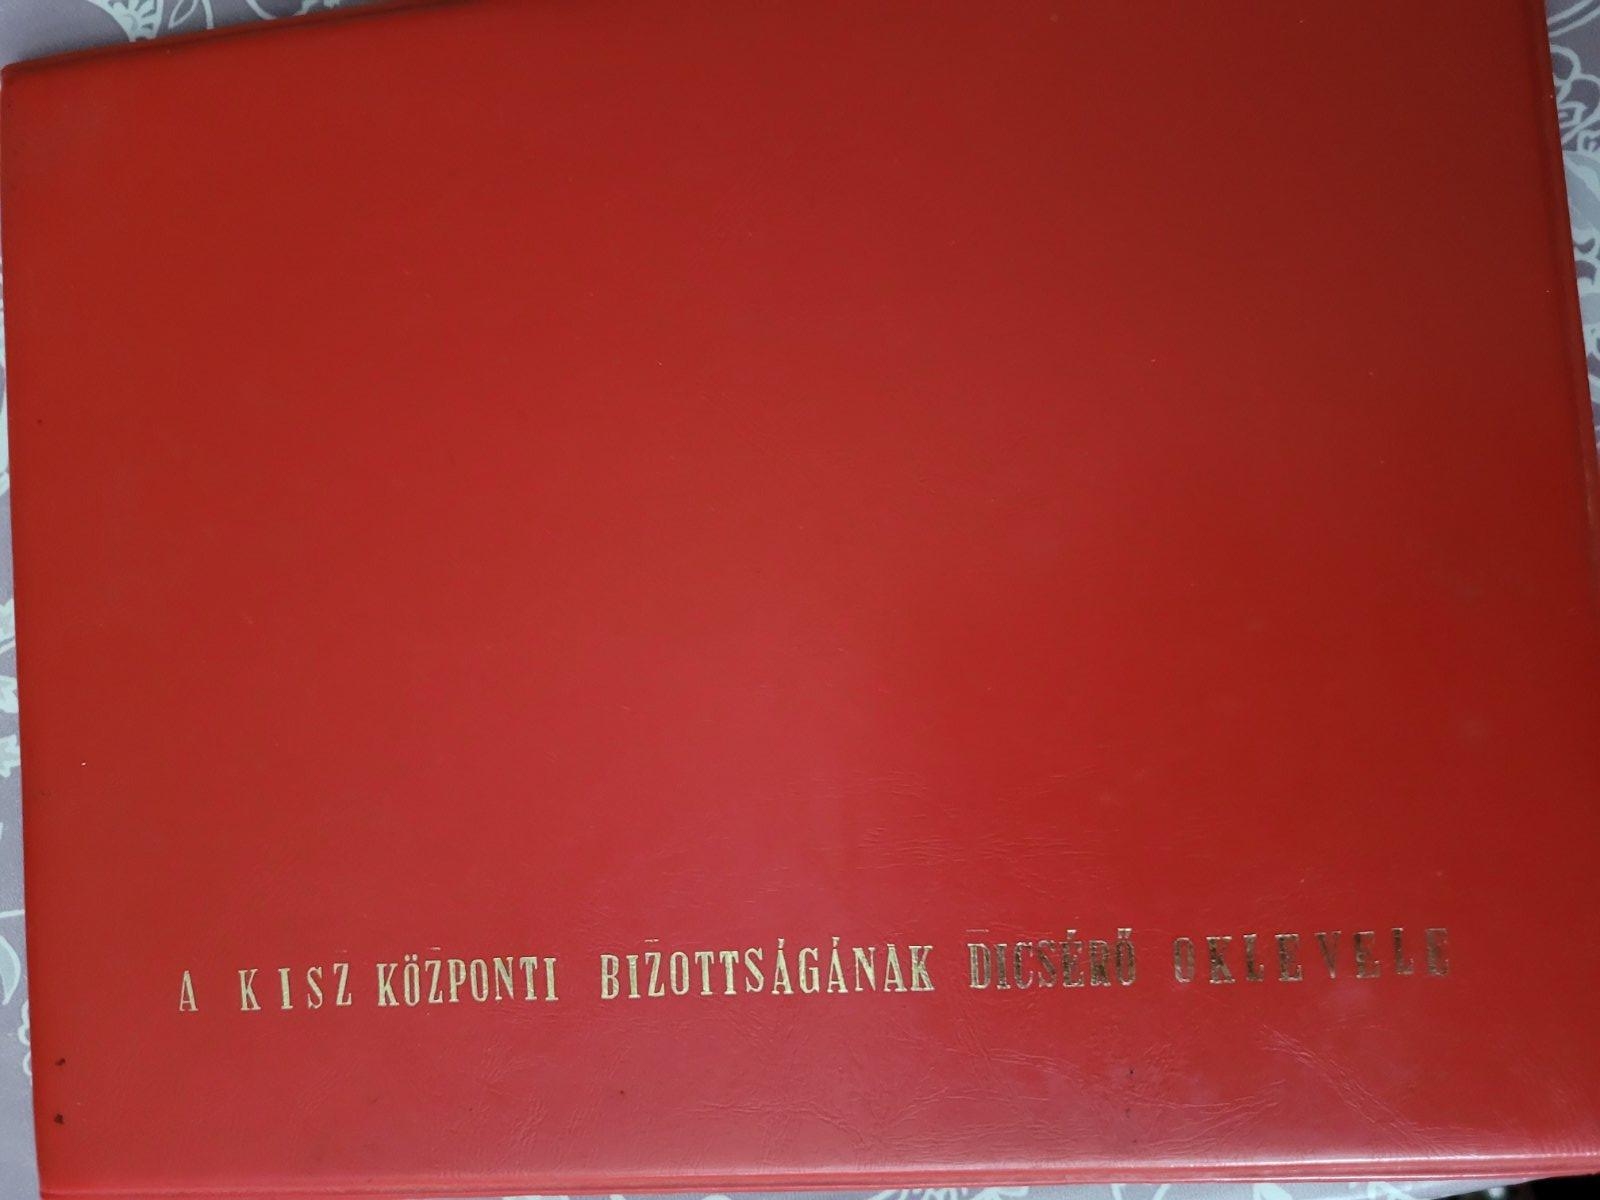 A KISZ KÖZPONTI BIZOTTSÁGÁNAK DICSÉRŐ OKLEVELE